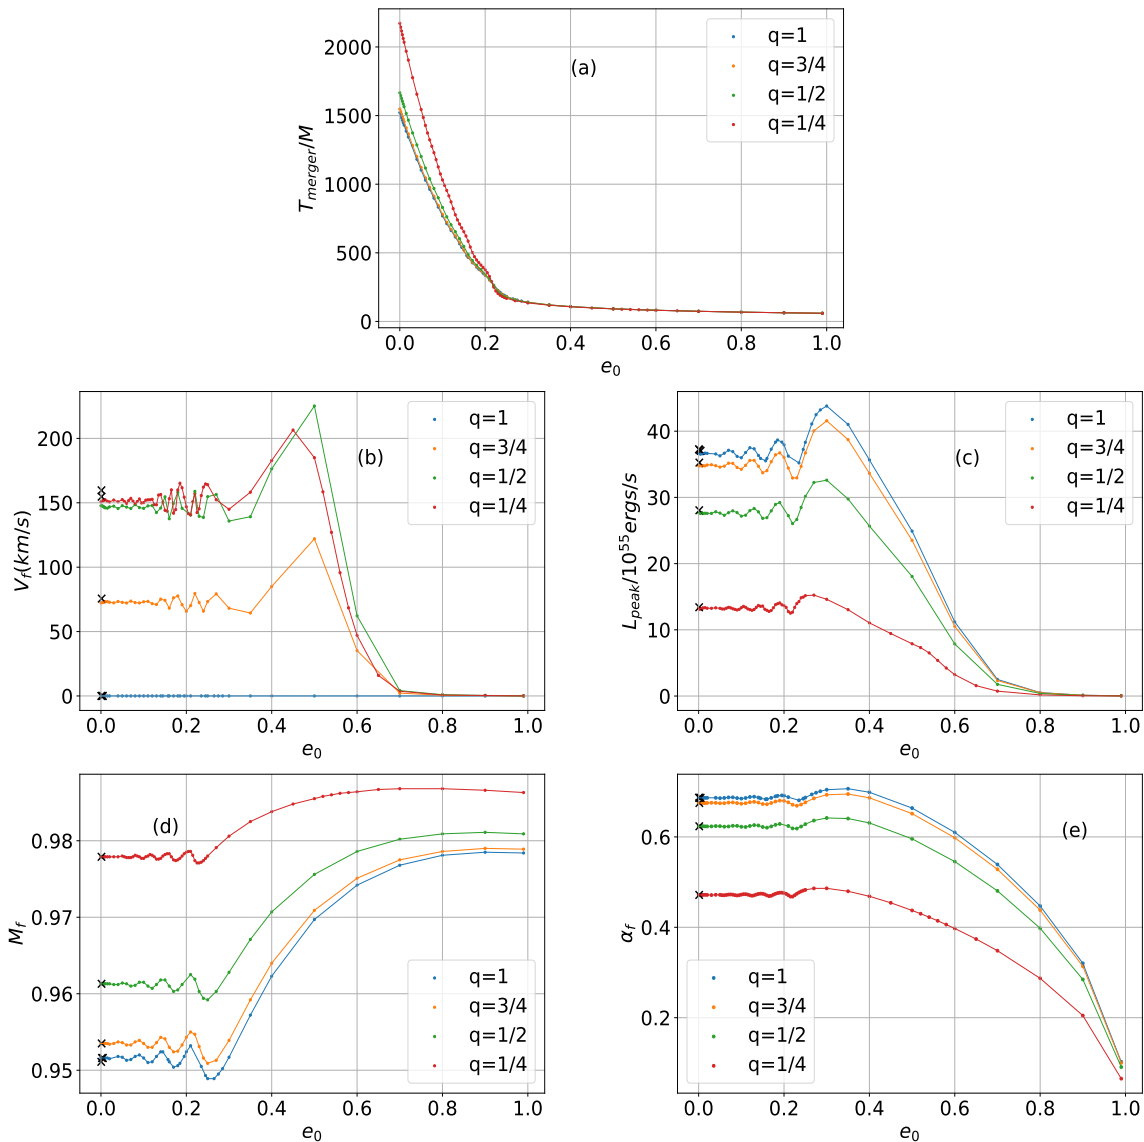 2000
1500
1000
500
0
T_merger/M
(a)
q=1
q=3/4
q=1/2
q=1/4
0.0 0.2 0.4 0.6 0.8 1.0
e_0
200
150
100
50
0
V_f(km/s)
(b)
q=1
q=3/4
q=1/2
q=1/4
0.0 0.2 0.4 0.6 0.8 1.0
e_0
40
30
20
10
0
L_peak/10^55 ergs/s
(c)
q=1
q=3/4
q=1/2
q=1/4
0.0 0.2 0.4 0.6 0.8 1.0
e_0
0.98
0.97
0.96
0.95
M_f
(d)
q=1
q=3/4
q=1/2
q=1/4
0.0 0.2 0.4 0.6 0.8 1.0
e_0
0.6
0.4
0.2
α_f
(e)
q=1
q=3/4
q=1/2
q=1/4
0.0 0.2 0.4 0.6 0.8 1.0
e_0